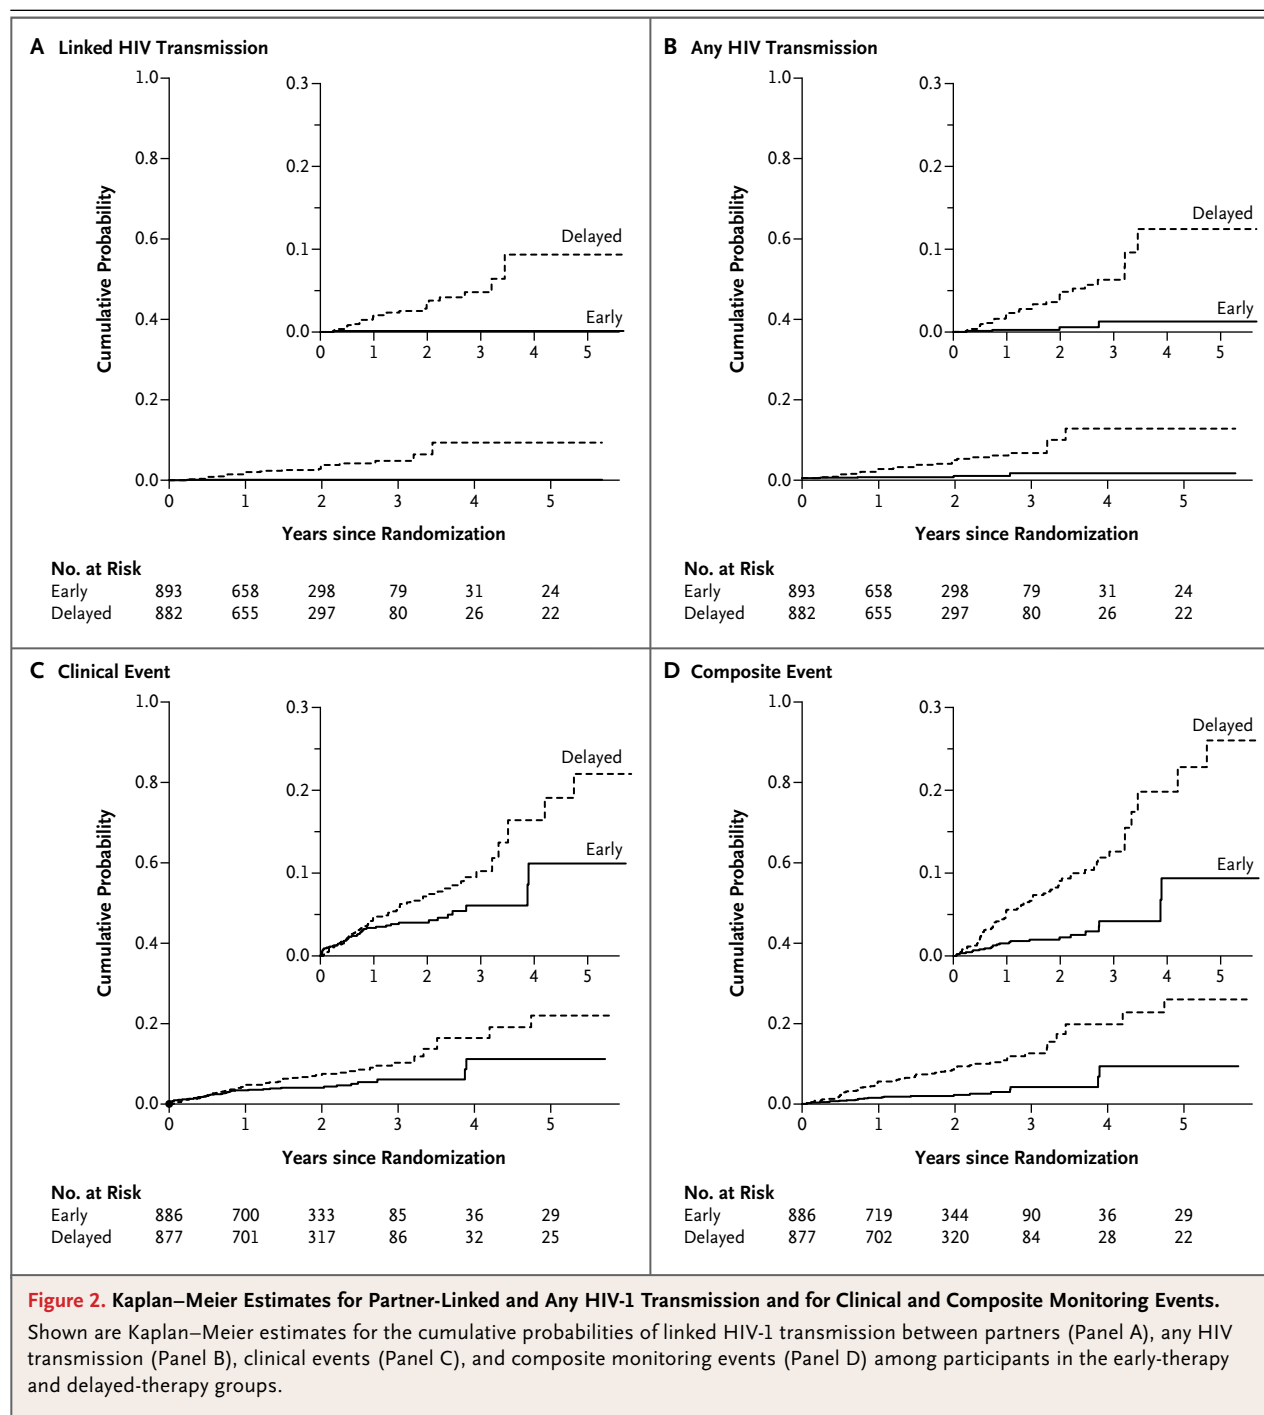 A Linked HIV Transmission
Cumulative Probability
1.0
0.8
0.6
0.4
0.2
0.0
0 1 2 3 4 5
0.3
0.2
0.1
0.0
0 1 2 3 4 5
Delayed
Early
Years since Randomization
No. at Risk
Early 893 658 298 79 31 24
Delayed 882 655 297 80 26 22
B Any HIV Transmission
Cumulative Probability
1.0
0.8
0.6
0.4
0.2
0.0
0 1 2 3 4 5
0.3
0.2
0.1
0.0
0 1 2 3 4 5
Delayed
Early
Years since Randomization
No. at Risk
Early 893 658 298 79 31 24
Delayed 882 655 297 80 26 22
C Clinical Event
Cumulative Probability
1.0
0.8
0.6
0.4
0.2
0.0
0 1 2 3 4 5
0.3
0.2
0.1
0.0
0 1 2 3 4 5
Delayed
Early
Years since Randomization
No. at Risk
Early 886 700 333 85 36 29
Delayed 877 701 317 86 32 25
D Composite Event
Cumulative Probability
1.0
0.8
0.6
0.4
0.2
0.0
0 1 2 3 4 5
0.3
0.2
0.1
0.0
0 1 2 3 4 5
Delayed
Early
Years since Randomization
No. at Risk
Early 886 719 344 90 36 29
Delayed 877 702 320 84 28 22
Figure 2. Kaplan–Meier Estimates for Partner-Linked and Any HIV-1 Transmission and for Clinical and Composite Monitoring Events.
Shown are Kaplan–Meier estimates for the cumulative probabilities of linked HIV-1 transmission between partners (Panel A), any HIV
transmission (Panel B), clinical events (Panel C), and composite monitoring events (Panel D) among participants in the early-therapy
and delayed-therapy groups.